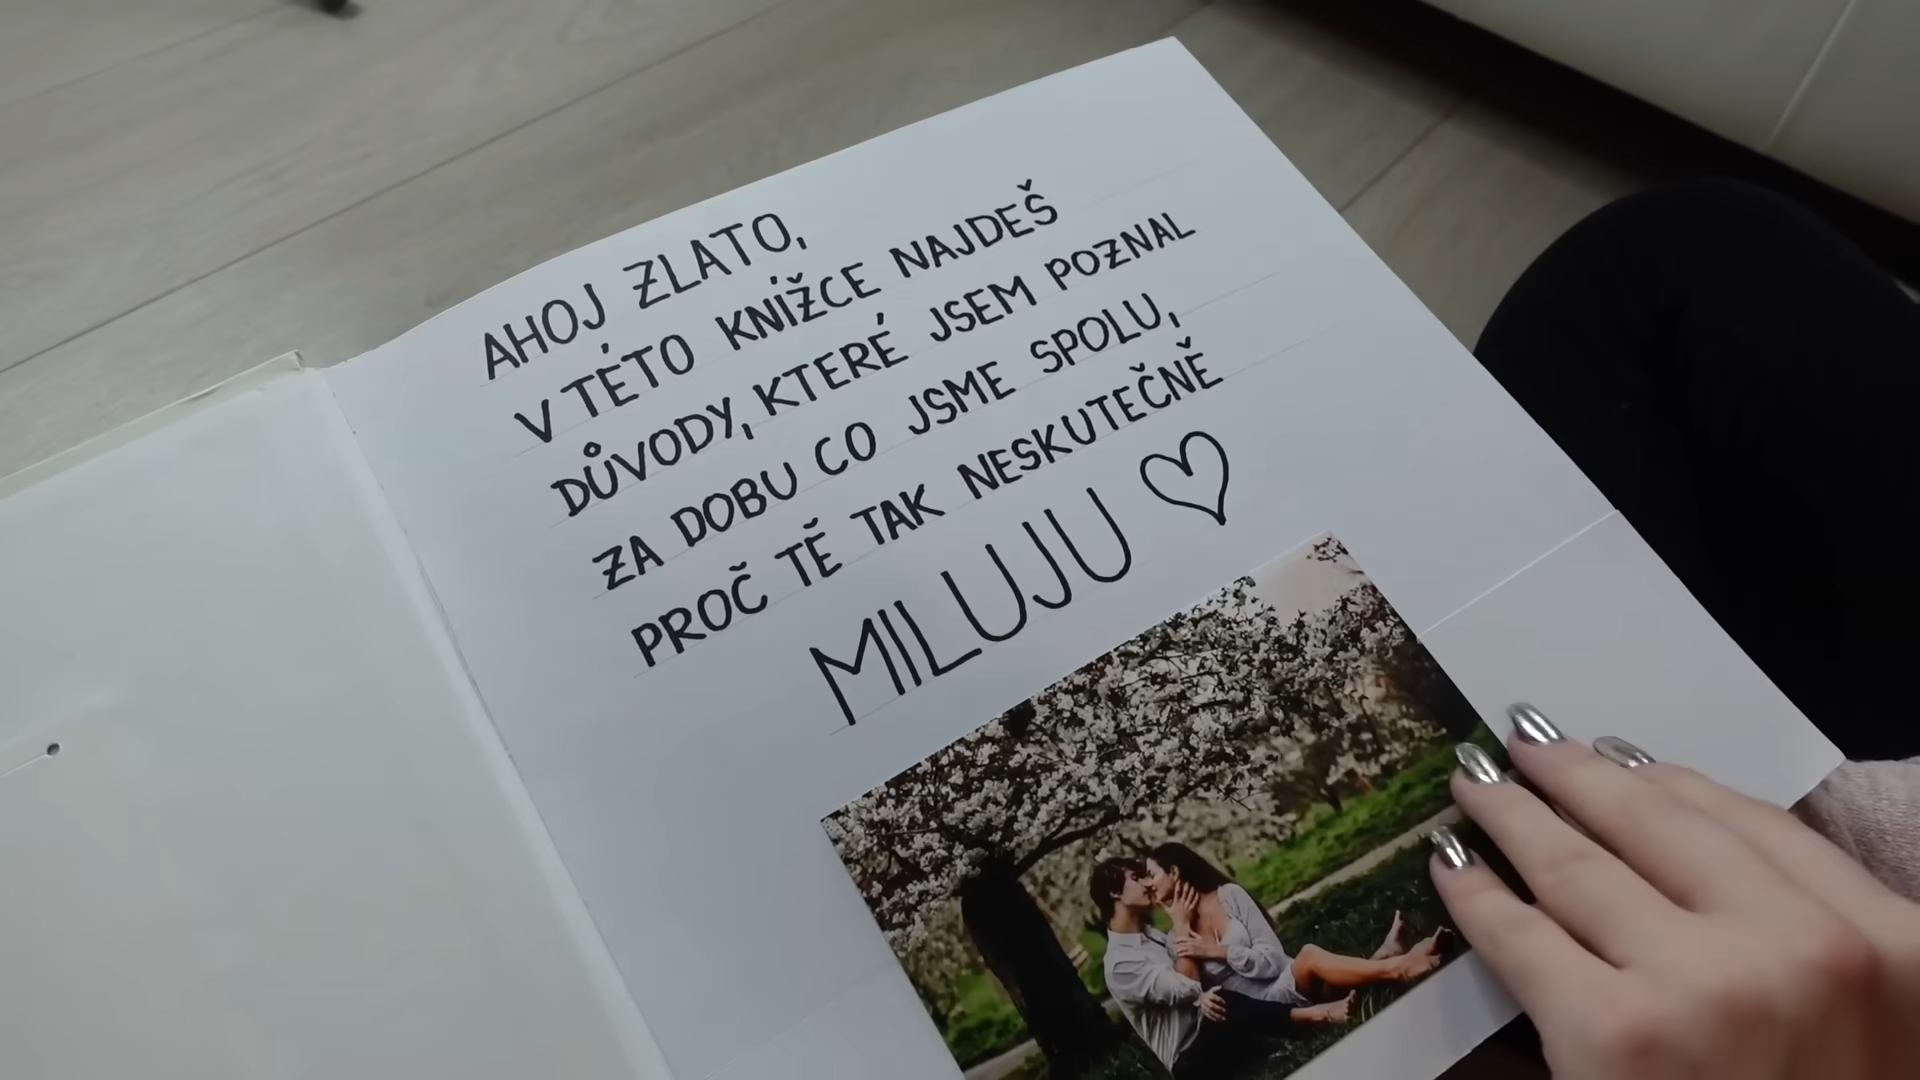 AHOJ ZLATO,
V TÉTO KNÍŽCE NAJDEŠ
DŮVODY, KTERÉ JSEM POZNAL
ZA DOBU CO JSME SPOLU,
PROČ TĚ TAK NESKUTEČNĚ
MILUJU ♡